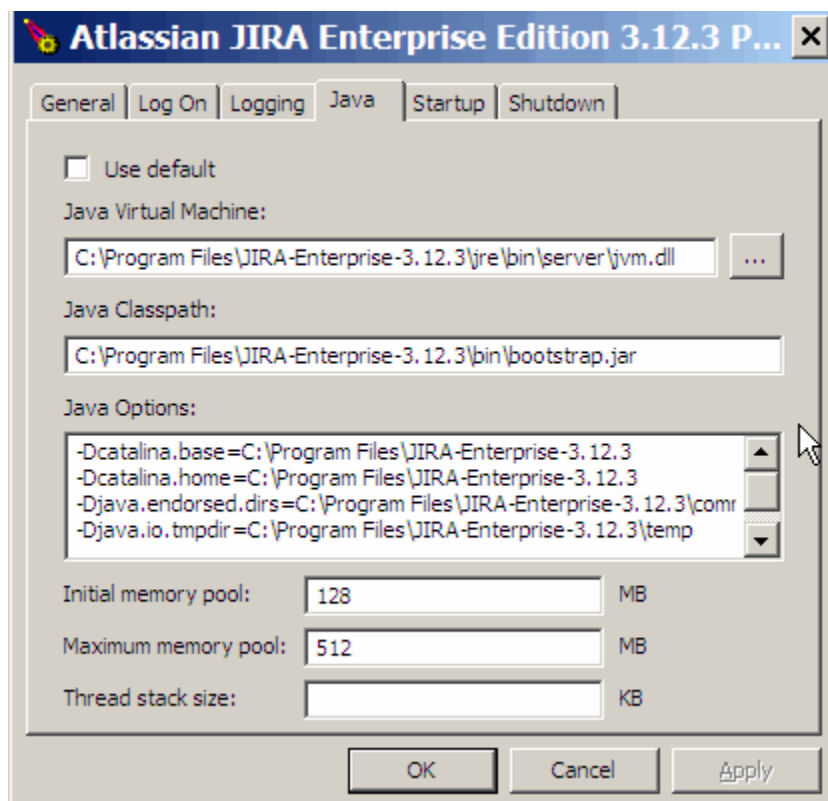 Atlassian JIRA Enterprise Edition 3.12.3 P...
General Log On Logging Java Startup Shutdown
Use default
Java Virtual Machine:
C:\Program Files\JIRA-Enterprise-3.12.3\jre\bin\server\jvm.dll ...
Java Classpath:
C:\Program Files\JIRA-Enterprise-3.12.3\bin\bootstrap.jar
Java Options:
-Dcatalina.base=C:\Program Files\JIRA-Enterprise-3.12.3
-Dcatalina.home=C:\Program Files\JIRA-Enterprise-3.12.3
-Djava.endorsed.dirs=C:\Program Files\JIRA-Enterprise-3.12.3\comr
-Djava.io.tmpdir=C:\Program Files\JIRA-Enterprise-3.12.3\temp
Initial memory pool: 128 MB
Maximum memory pool: 512 MB
Thread stack size: KB
OK Cancel Apply